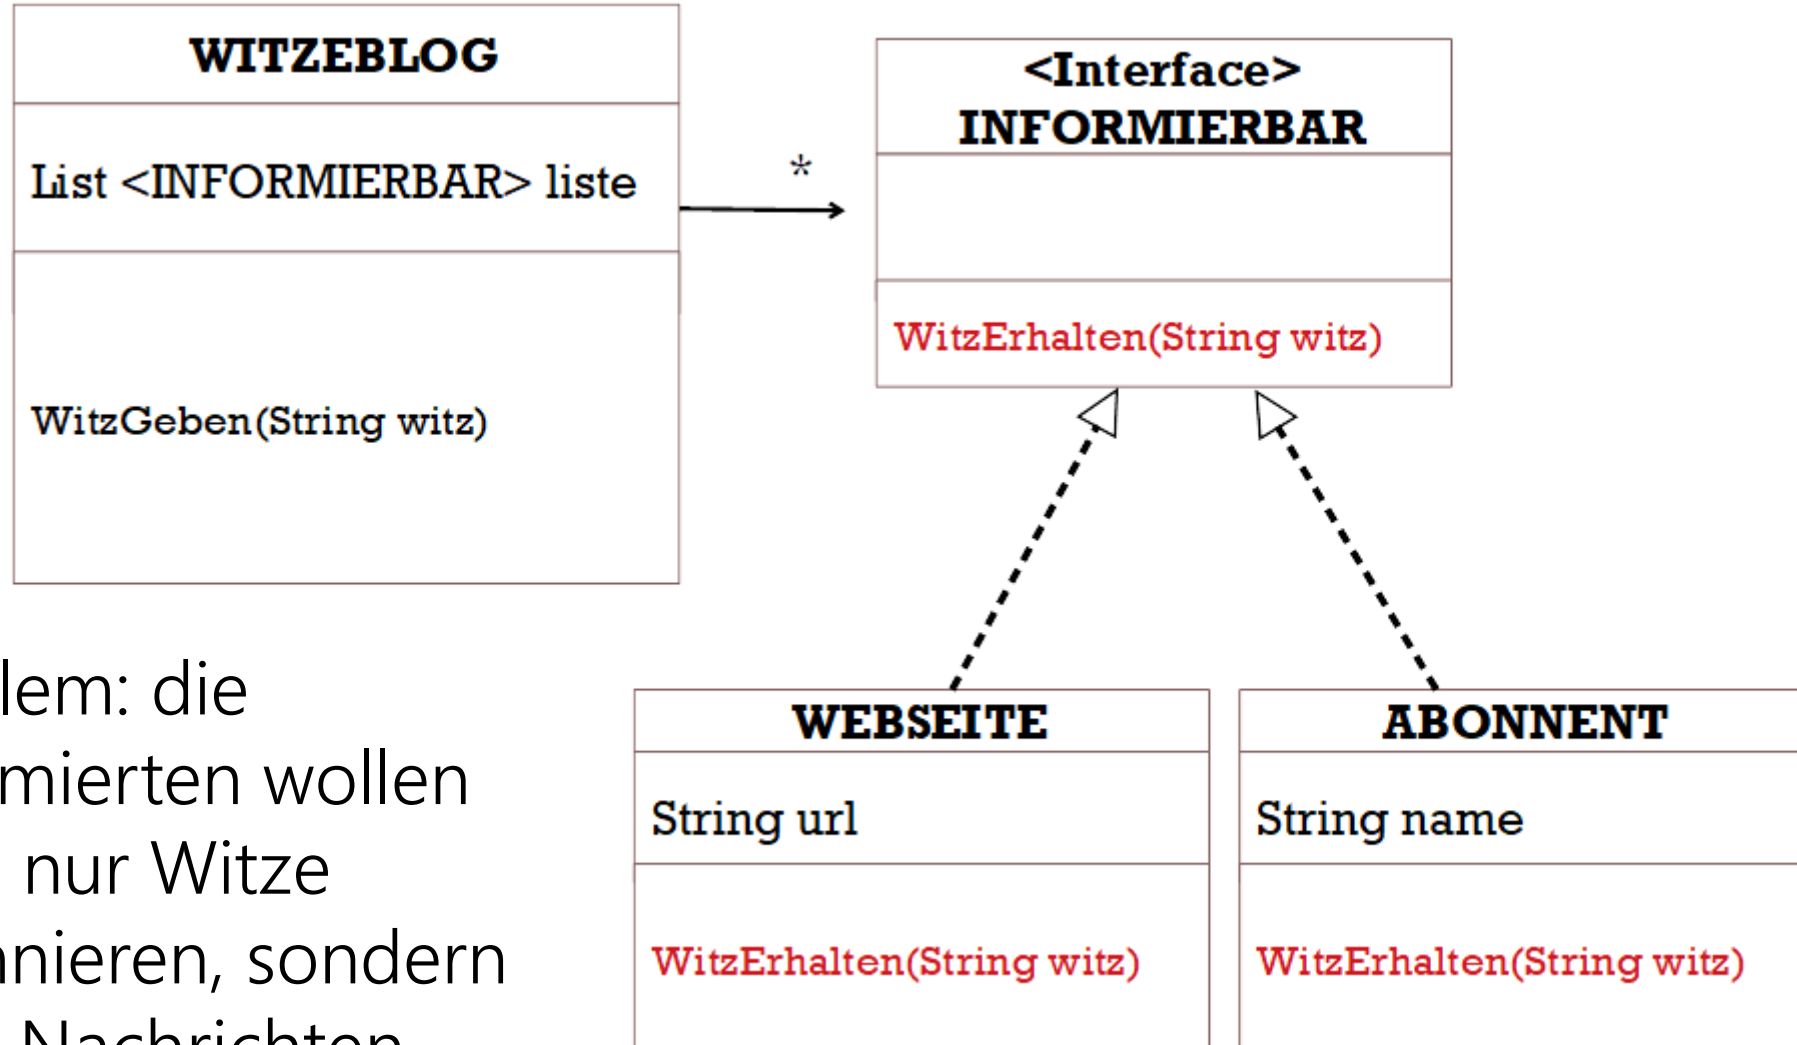 WITZEBLOG
List <INFORMIERBAR> liste
WitzGeben(String witz)
*
<Interface>
INFORMIERBAR
WitzErhalten(String witz)
lem: die
mierten wollen
nur Witze
nieren, sondern
Nachrichten
WEBSEITE
String url
WitzErhalten(String witz)
ABONNENT
String name
WitzErhalten(String witz)